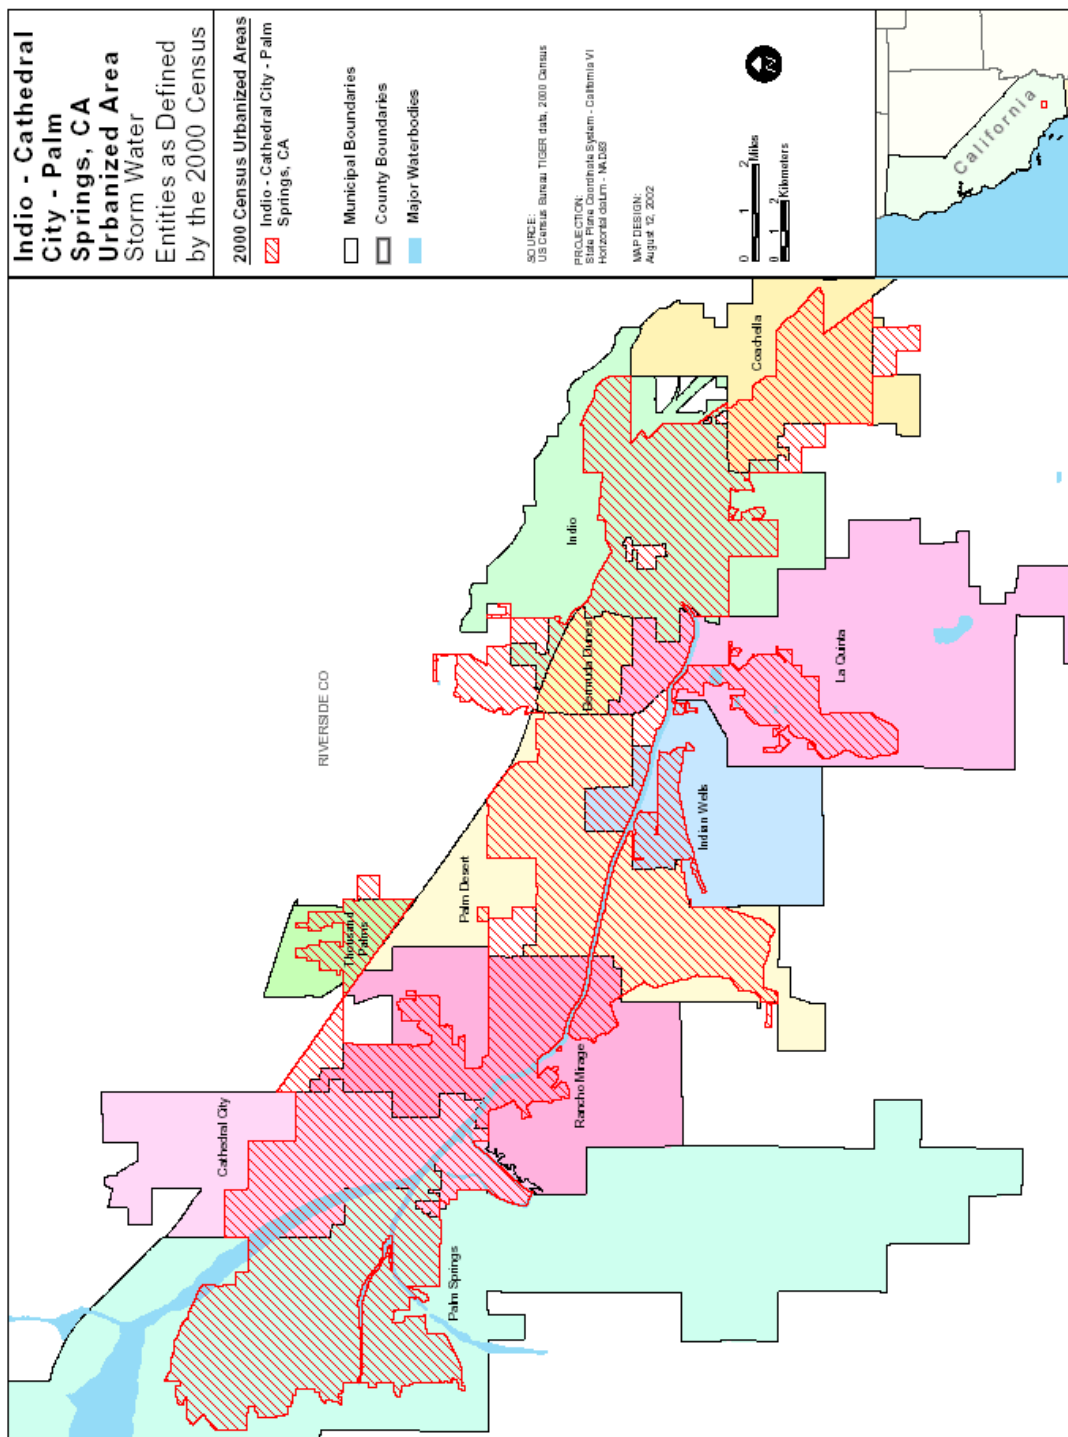 Indio - Cathedral
City - Palm
Springs, CA
Urbanized Area
Storm Water
Entities as Defined
by the 2000 Census
2000 Census Urbanized Areas
Indio - Cathedral City - Palm
Springs, CA
Municipal Boundaries
County Boundaries
Major Waterbodies
SOURCE:
US Census Bureau TIGER data, 2000 Census
PROJECTION:
State Plane Coordinate System - California VI
Horizontal datum - NAD83
MAP DESIGN:
August 12, 2002
0 1 2
Miles
0 1 2
Kilometers
N
California
RIVERSIDE CO
Cathedral City
Palm Springs
Thousand
Palms
Rancho Mirage
Palm Desert
Indian Wells
Bermuda Dunes
La Quinta
Indio
Coachella